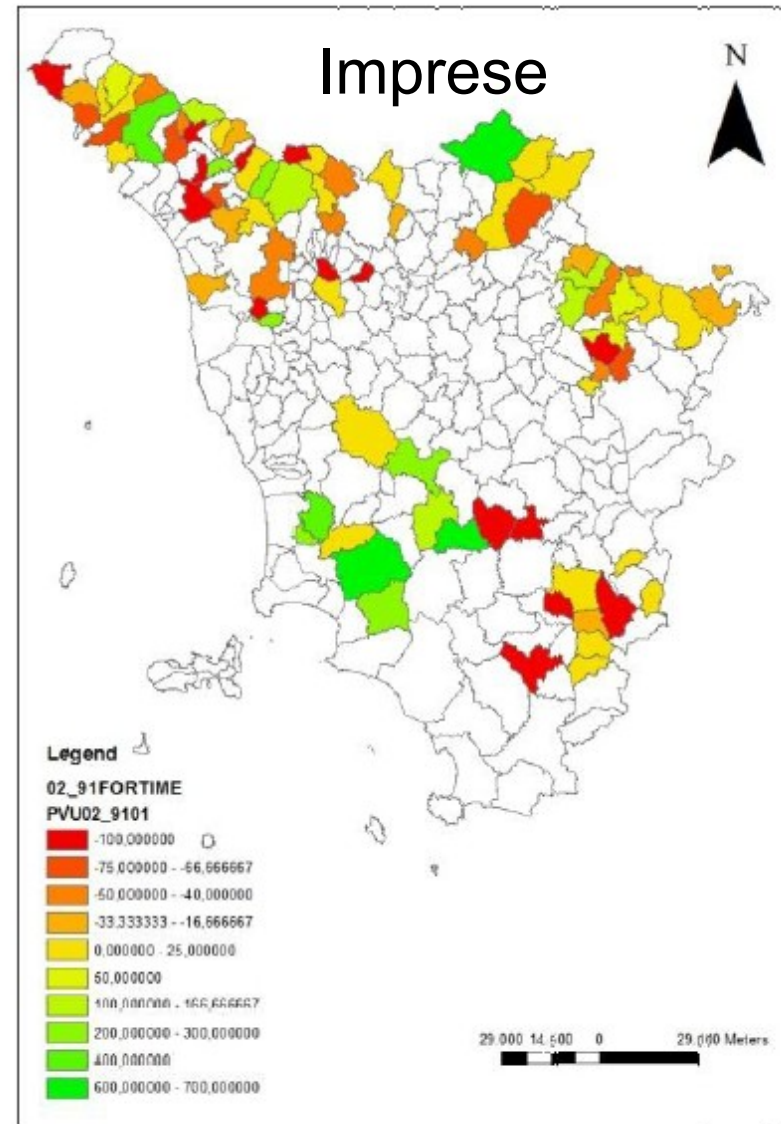 Imprese
N
Legend
02_91FORTIME
PVU02_9101
-100,000000
-75,000000 - -66,666667
-50,000000 - -40,000000
-33,333333 - -16,666667
0,000000 - 25,000000
50,000000
100,000000 - 166,666667
200,000000 - 300,000000
400,000000
600,000000 - 700,000000
29.000 14.500 0 29.000 Meters